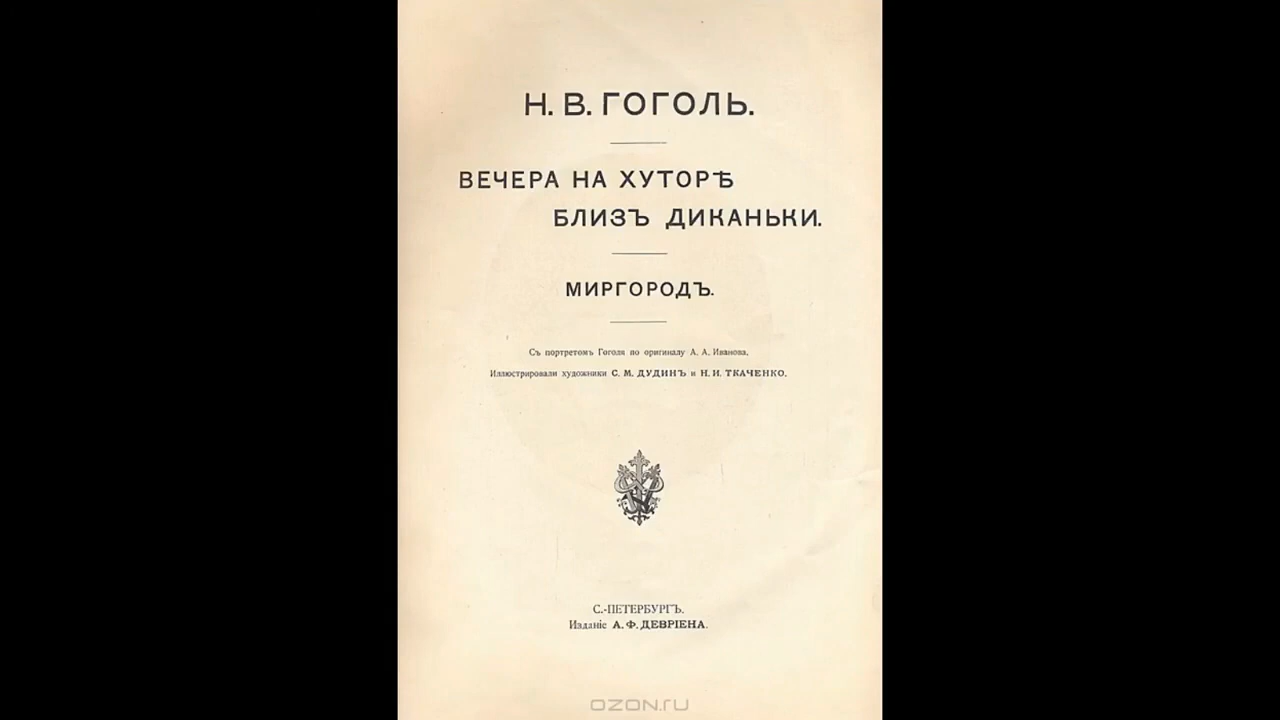 Н. В. ГОГОЛЬ.
ВЕЧЕРА НА ХУТОРѢ
БЛИЗЪ ДИКАНЬКИ.
МИРГОРОДЪ.
Съ портретомъ Гоголя по оригиналу А. А. Иванова.
Иллюстрировали художники С. М. ДУДИНЪ и Н. И. ТКАЧЕНКО.
С.-ПЕТЕРБУРГЪ.
Изданіе А. Ф. ДЕВРІЕНА.
OZON.RU